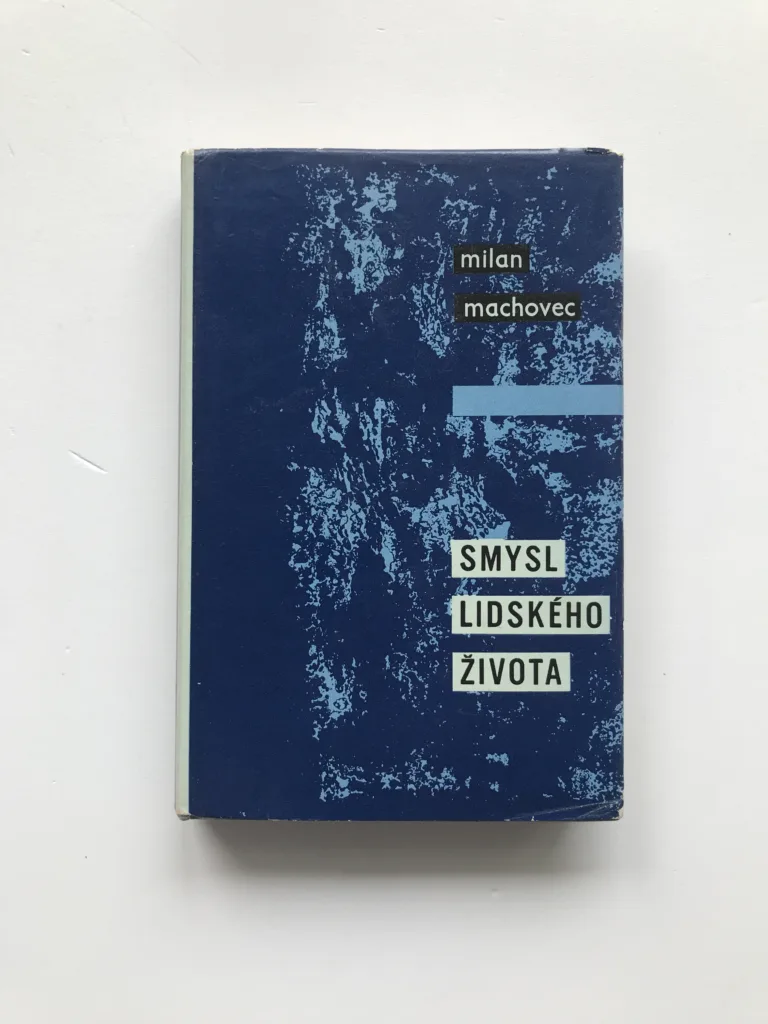 milan
machovec
SMYSL
LIDSKÉHO
ŽIVOTA